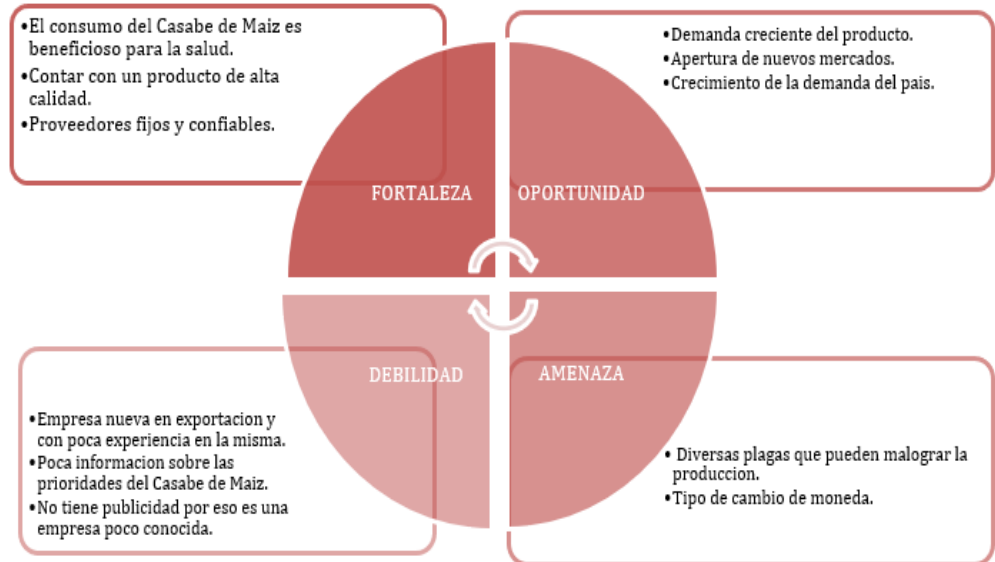 •El consumo del Casabe de Maiz es
beneficioso para la salud.
•Contar con un producto de alta
calidad.
•Proveedores fijos y confiables.
•Demanda creciente del producto.
•Apertura de nuevos mercados.
•Crecimiento de la demanda del pais.
FORTALEZA
OPORTUNIDAD
DEBILIDAD
AMENAZA
•Empresa nueva en exportacion y
con poca experiencia en la misma.
•Poca informacion sobre las
prioridades del Casabe de Maiz.
•No tiene publicidad por eso es una
empresa poco conocida.
• Diversas plagas que pueden malograr la
produccion.
•Tipo de cambio de moneda.